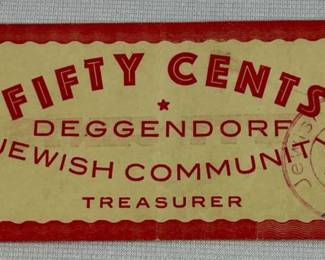 FIFTY CENTS
DEGGENDORF
JEWISH COMMUNIT
TREASURER